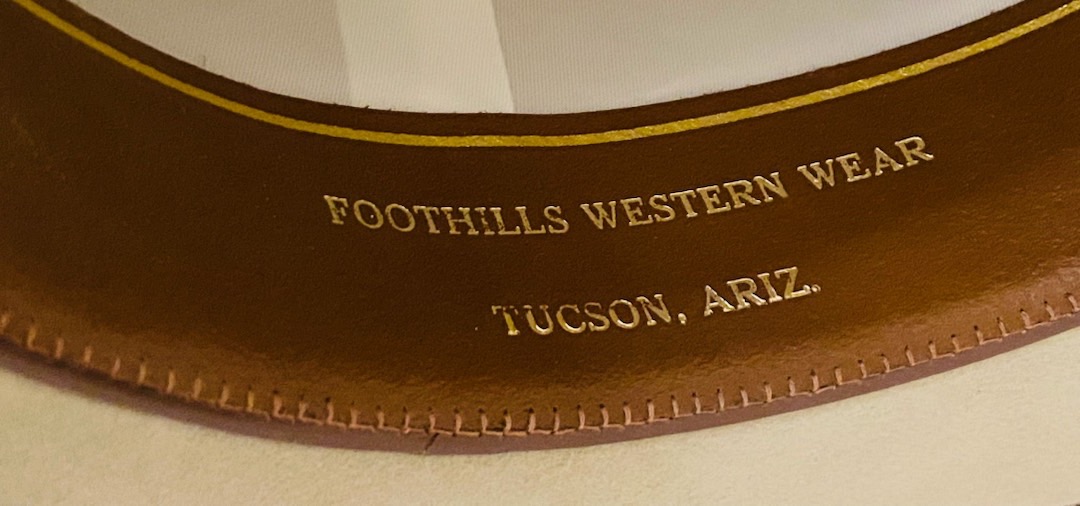 FOOTHILLS WESTERN WEAR
TUCSON, ARIZ.